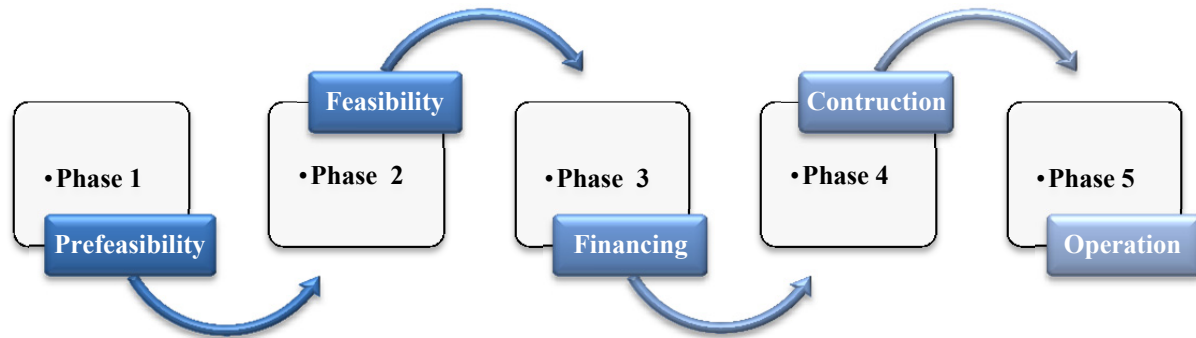 •Phase 1
Prefeasibility
Feasibility
•Phase 2
•Phase 3
Financing
Contruction
•Phase 4
•Phase 5
Operation